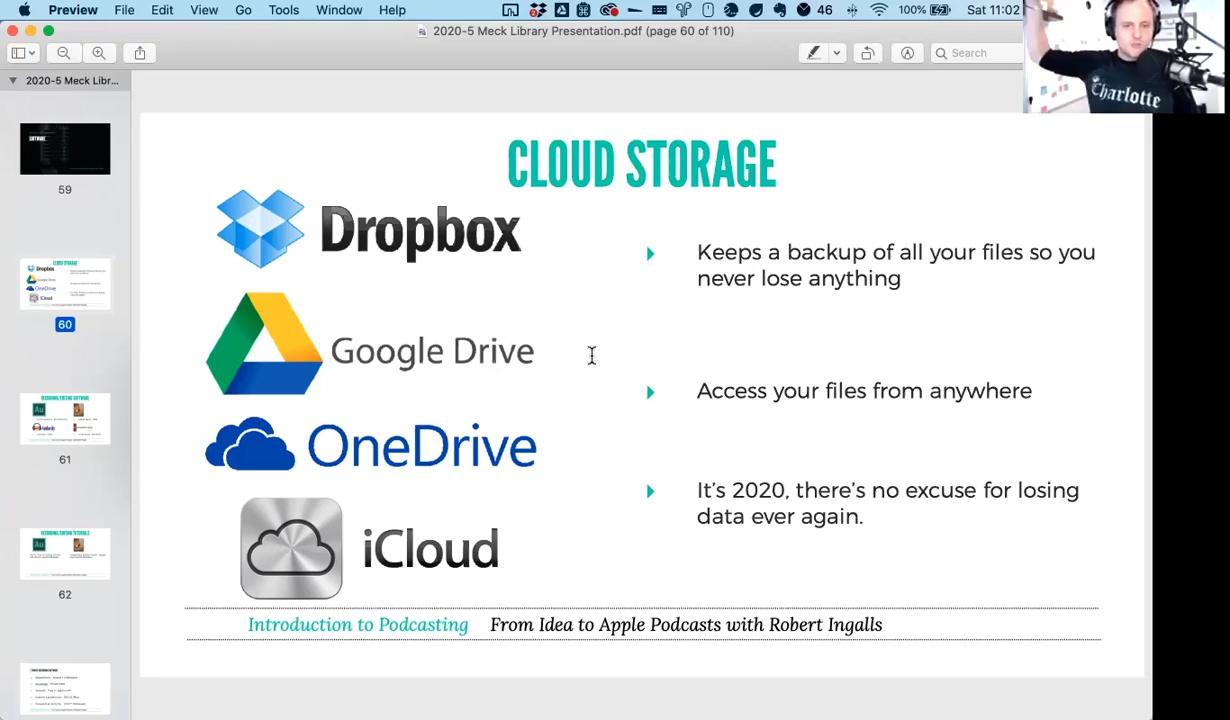 Preview File Edit View Go Tools Window Help 46 100% Sat 11:02
2020-5 Meck Library Presentation.pdf (page 60 of 110)
Search
2020-5 Meck Libr...
Charlotte
59
60
61
62
CLOUD STORAGE
Dropbox
Google Drive
OneDrive
iCloud
Keeps a backup of all your files so you
never lose anything
Access your files from anywhere
It's 2020, there's no excuse for losing
data ever again.
Introduction to Podcasting From Idea to Apple Podcasts with Robert Ingalls